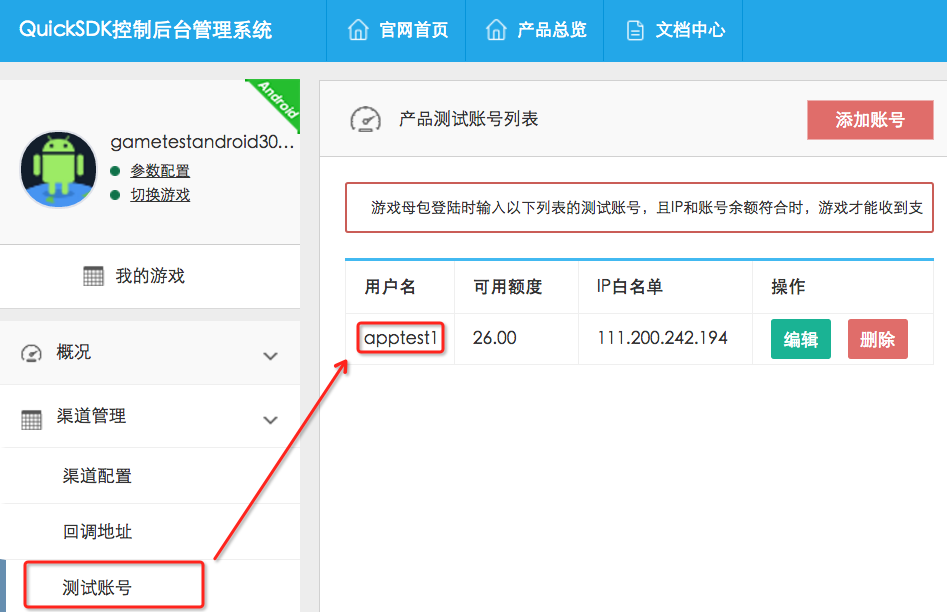 QuickSDK控制后台管理系统
官网首页
产品总览
文档中心
Android
gametestandroid30...
参数配置
切换游戏
我的游戏
概况
渠道管理
渠道配置
回调地址
测试账号
产品测试账号列表
添加账号
游戏母包登陆时输入以下列表的测试账号，且IP和账号余额符合时，游戏才能收到支
用户名 可用额度 IP白名单 操作
apptest1 26.00 111.200.242.194 编辑 删除